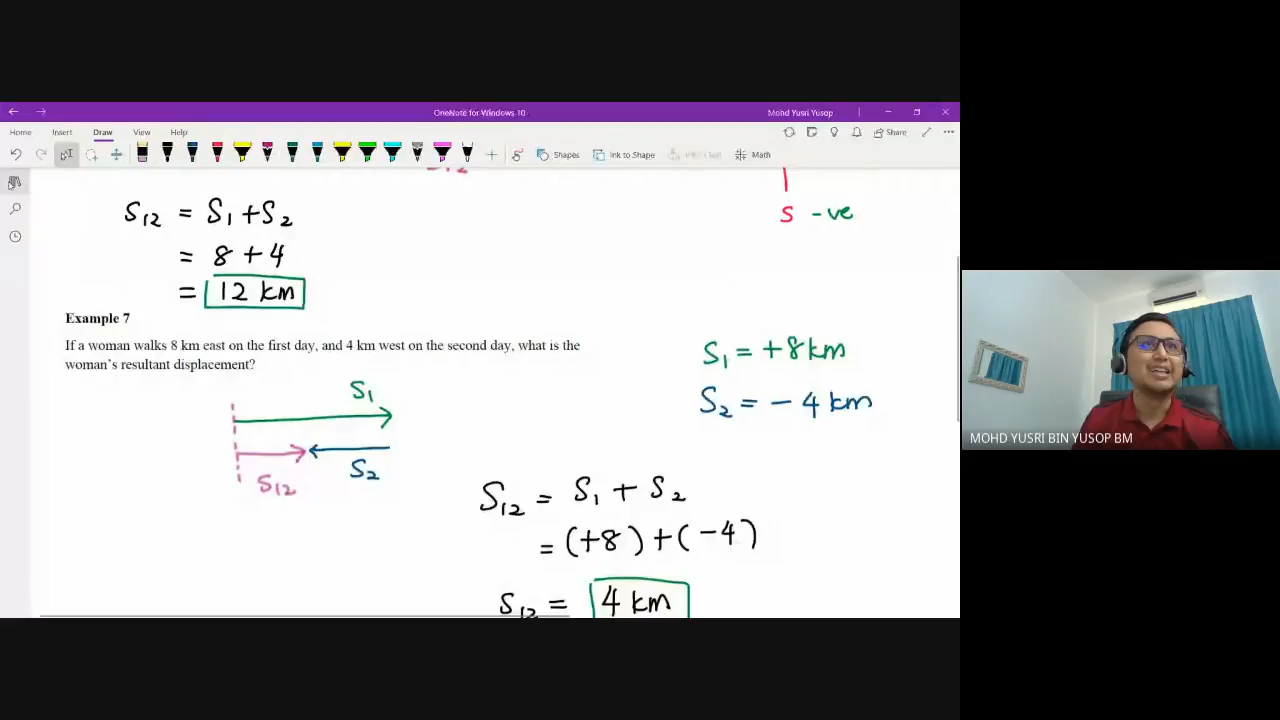 OneNote for Windows 10
Mohd Yusri Yusop
Home Insert Draw View Help
Share
Shapes Ink to Shape Math
S12
S12 = S1 + S2
= 8 + 4
= 12 km
S -ve
Example 7
If a woman walks 8 km east on the first day, and 4 km west on the second day, what is the
woman's resultant displacement?
S1 = +8 km
S2 = - 4 km
S1
S2
S12
S12 = S1 + S2
= (+8) + (-4)
S12 = 4 km
MOHD YUSRI BIN YUSOP BM